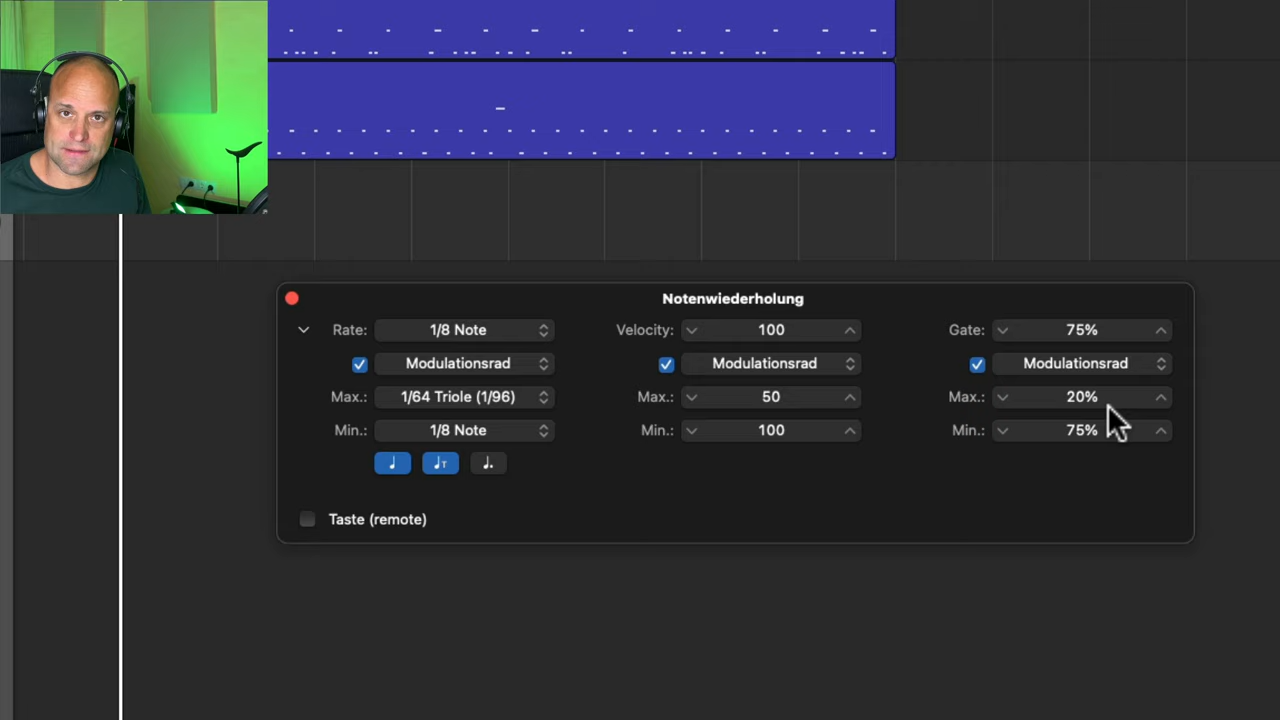 Notenwiederholung
Rate: 1/8 Note Velocity: 100 Gate: 75%
Modulationsrad Modulationsrad Modulationsrad
Max.: 1/64 Triole (1/96) Max.: 50 Max.: 20%
Min.: 1/8 Note Min.: 100 Min.: 75%
T
Taste (remote)